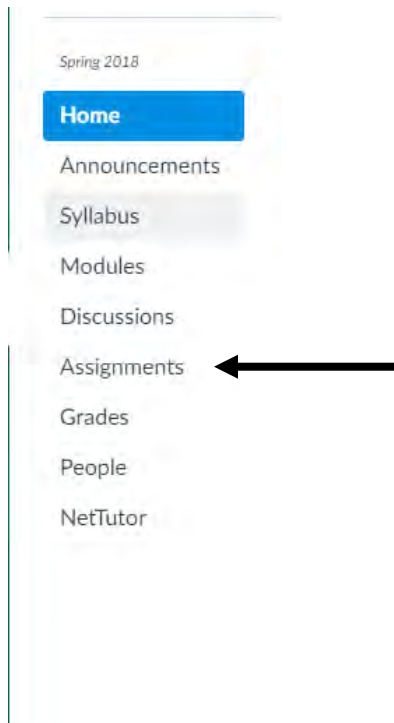 Spring 2018
Home
Announcements
Syllabus
Modules
Discussions
Assignments
Grades
People
NetTutor